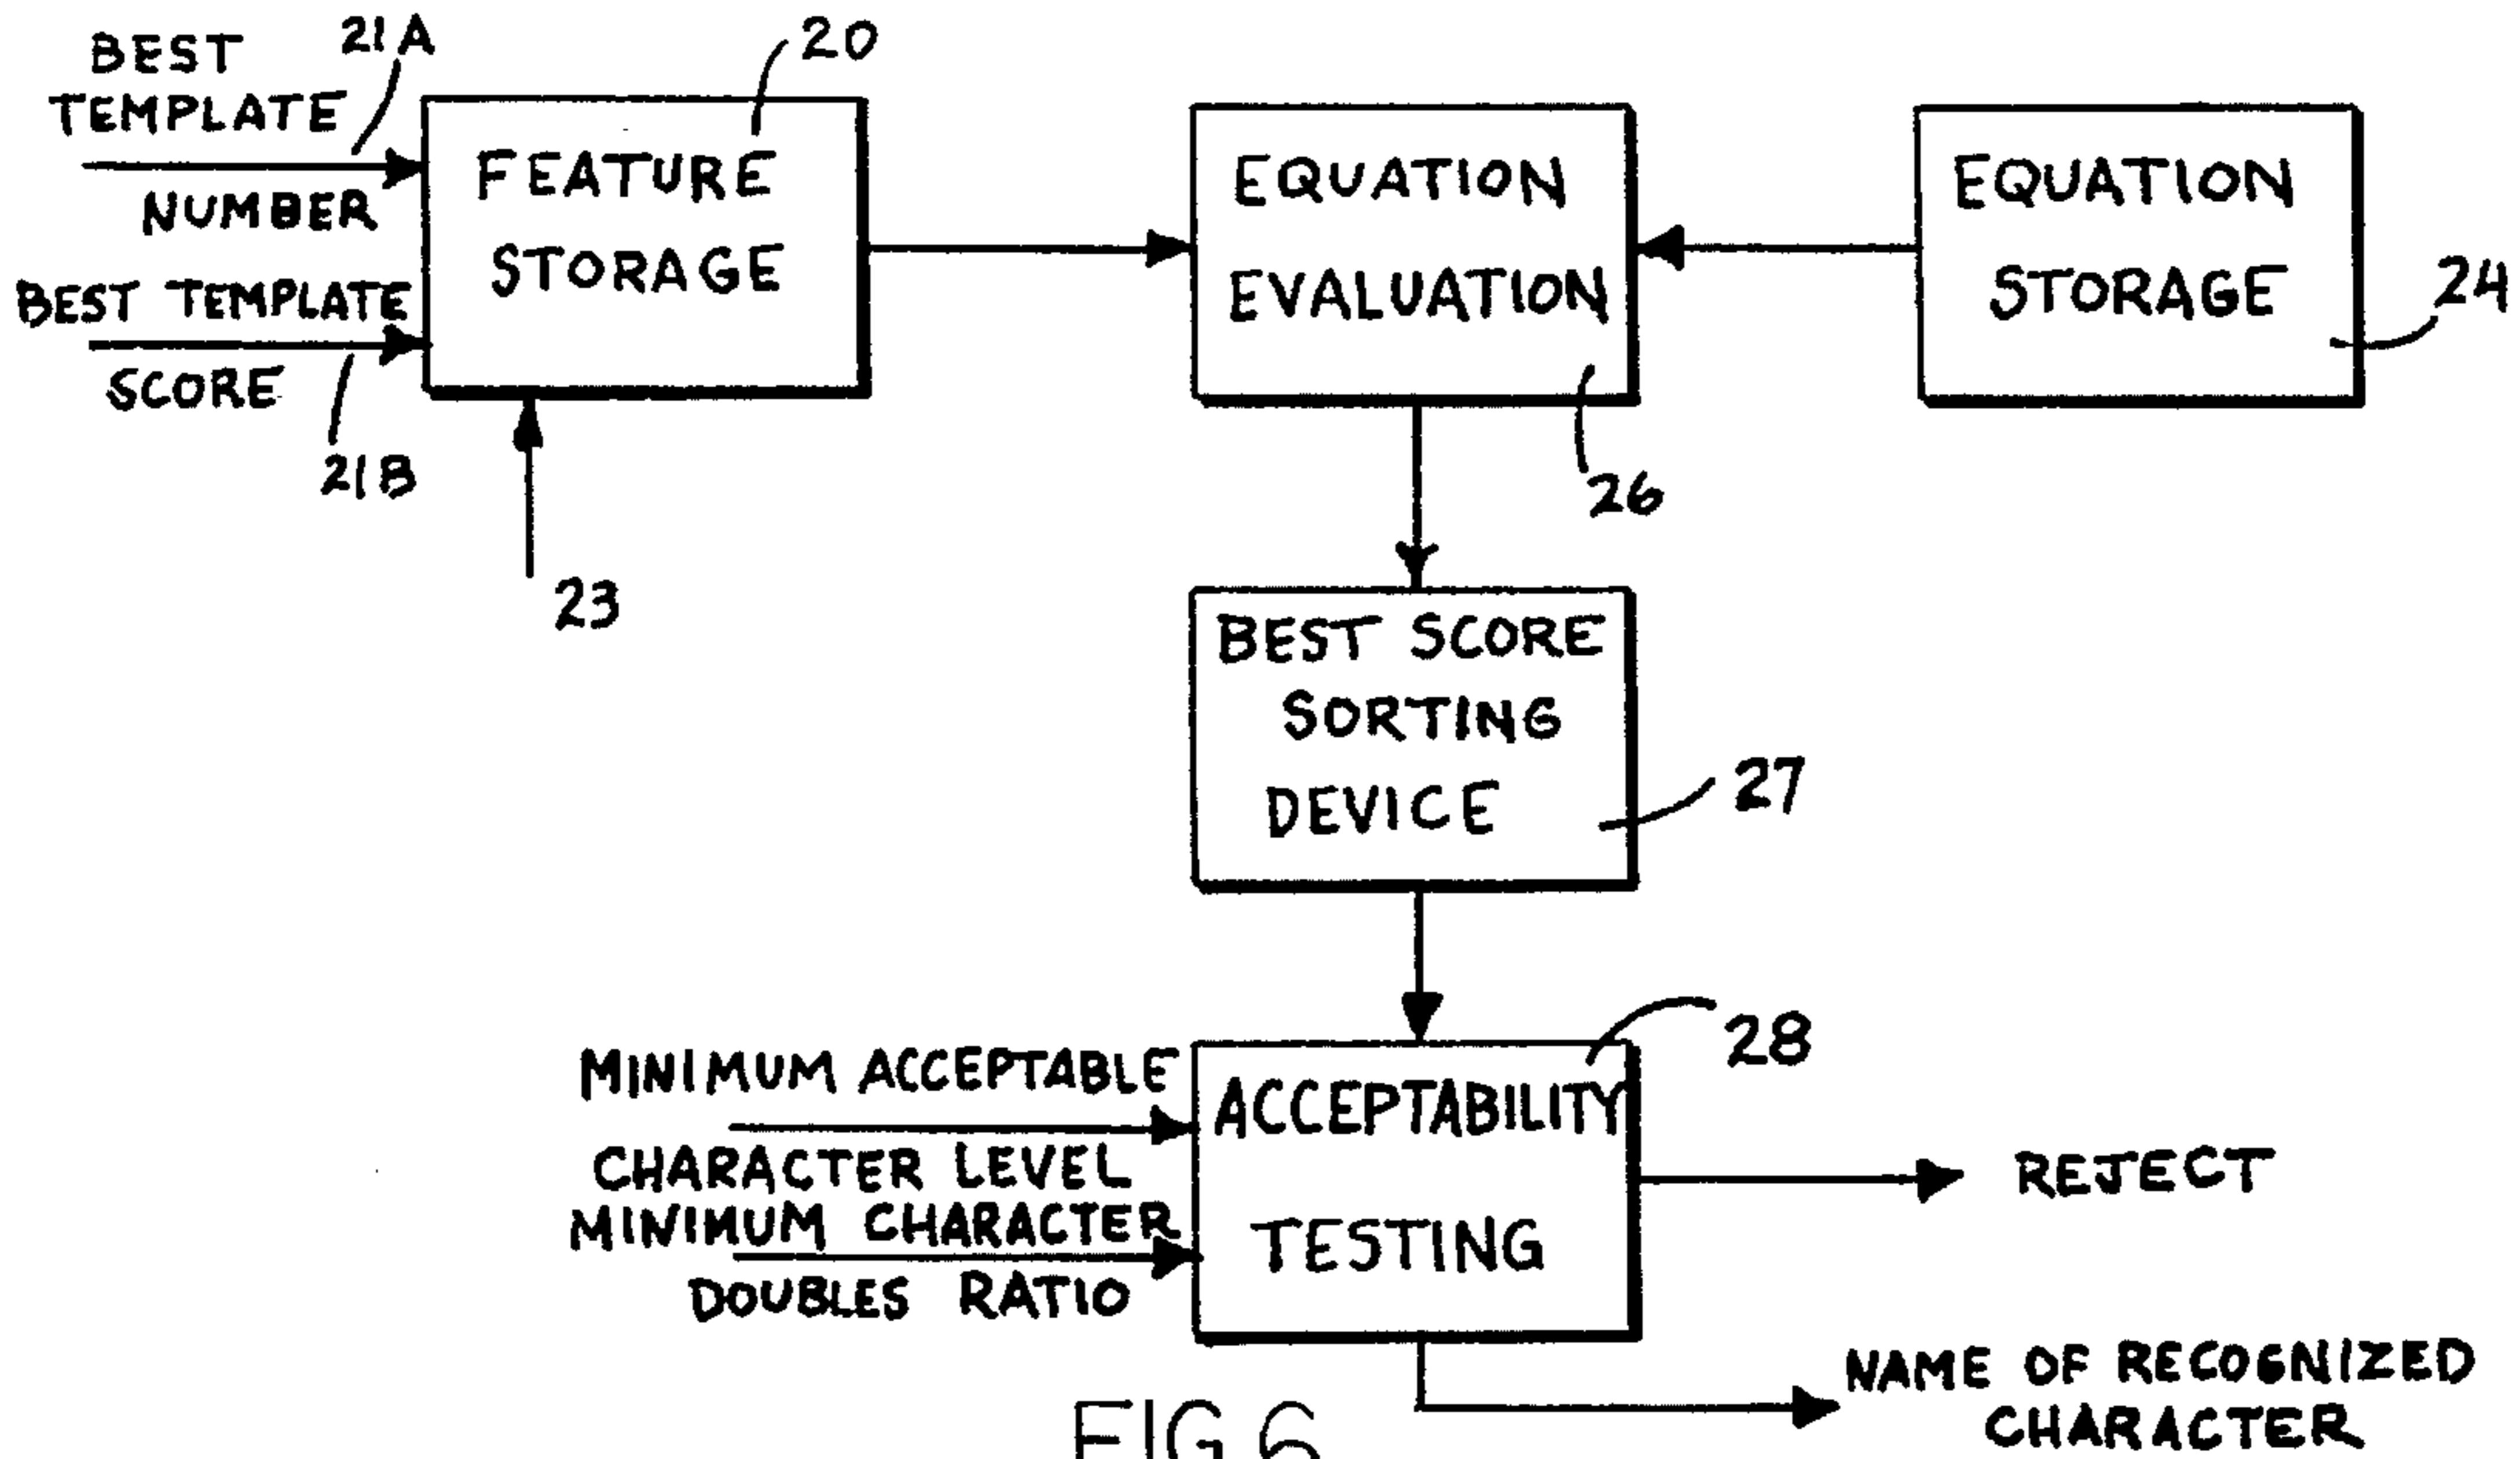 BEST
TEMPLATE
NUMBER
21A
BEST TEMPLATE
SCORE
21B
20
FEATURE
STORAGE
23
EQUATION
EVALUATION
26
EQUATION
STORAGE
24
BEST SCORE
SORTING
DEVICE
27
MINIMUM ACCEPTABLE
CHARACTER LEVEL
MINIMUM CHARACTER
DOUBLES RATIO
28
ACCEPTABILITY
TESTING
REJECT
NAME OF RECOGNIZED
CHARACTER
FIG.6